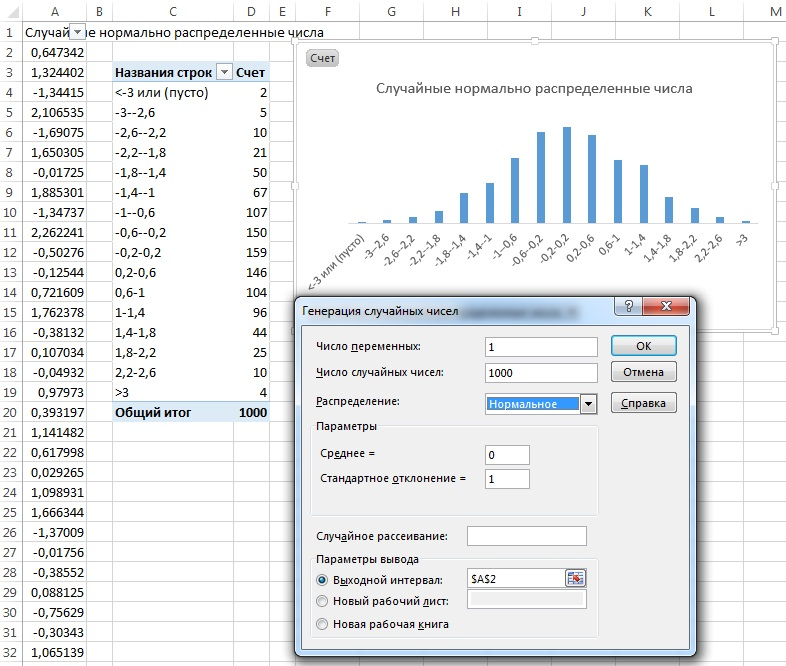 A B C D E F G H I J K L M
1 Случайные нормально распределенные числа
2 0,647342
3 1,324402 Названия строк Счет
4 -1,34415 <-3 или (пусто) 2
5 2,106535 -3--2,6 5
6 -1,69075 -2,6--2,2 10
7 1,650305 -2,2--1,8 21
8 -0,01725 -1,8--1,4 50
9 1,885301 -1,4--1 67
10 -1,34737 -1--0,6 107
11 2,262241 -0,6--0,2 150
12 -0,50276 -0,2-0,2 159
13 -0,12544 0,2-0,6 146
14 0,721609 0,6-1 104
15 1,762378 1-1,4 96
16 -0,38132 1,4-1,8 44
17 0,107034 1,8-2,2 25
18 -0,04932 2,2-2,6 10
19 0,97973 >3 4
20 0,393197 Общий итог 1000
21 1,141482
22 0,617998
23 0,029265
24 1,098931
25 1,666344
26 -1,37009
27 -0,01756
28 -0,38552
29 0,088125
30 -0,75629
31 -0,30343
32 1,065139
Счет
Случайные нормально распределенные числа
<-3 или (пусто) -3--2,6 -2,6--2,2 -2,2--1,8 -1,8--1,4 -1,4--1 -1--0,6 -0,6--0,2 -0,2-0,2 0,2-0,6 0,6-1 1-1,4 1,4-1,8 1,8-2,2 2,2-2,6 >3
Генерация случайных чисел
Число переменных: 1 ОК
Число случайных чисел: 1000 Отмена
Распределение: Нормальное Справка
Параметры
Среднее = 0
Стандартное отклонение = 1
Случайное рассеивание:
Параметры вывода
Выходной интервал: $A$2
Новый рабочий лист:
Новая рабочая книга